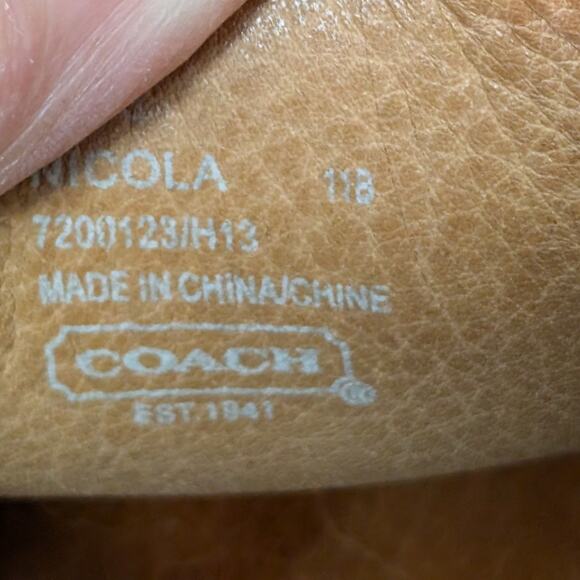 NICOLA 11B
7200123/H13
MADE IN CHINA/CHINE
COACH
EST. 1941